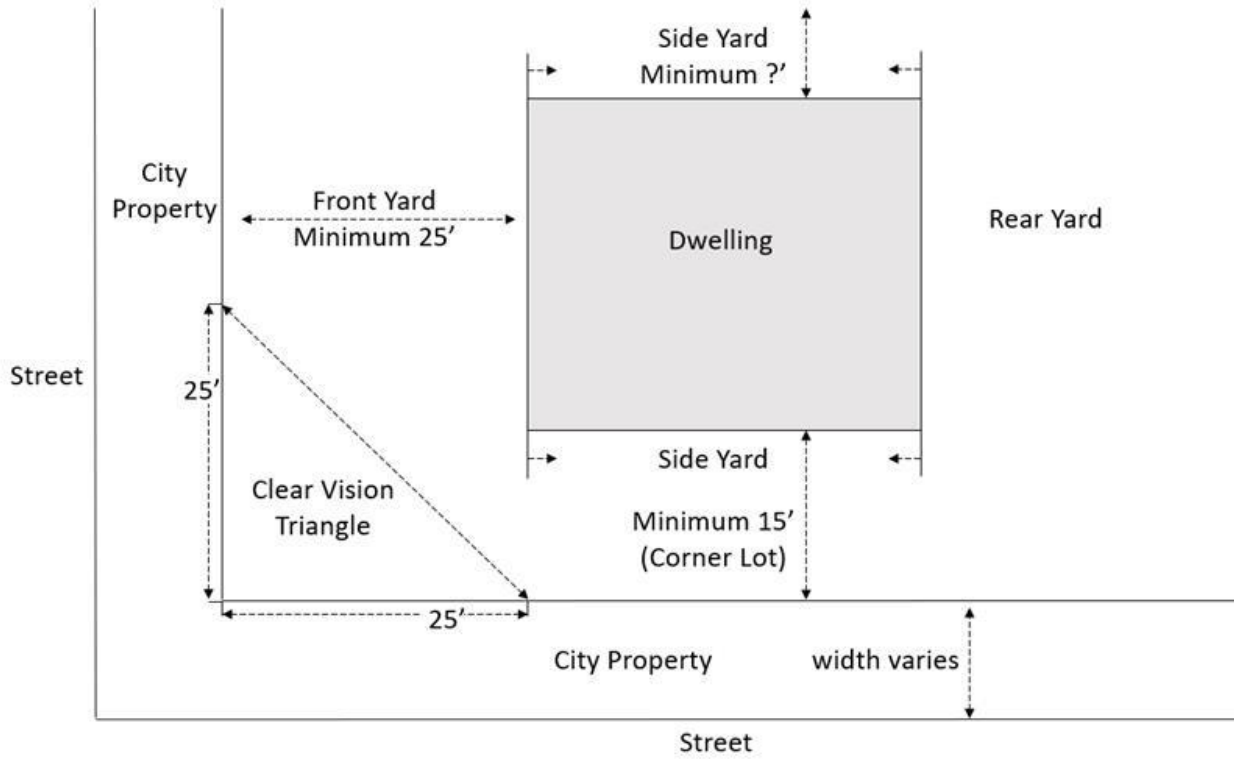 Side Yard
Minimum ?’
City
Property
Front Yard
Minimum 25’
Dwelling
Rear Yard
Street
25’
Clear Vision
Triangle
Side Yard
Minimum 15’
(Corner Lot)
25’
City Property
width varies
Street